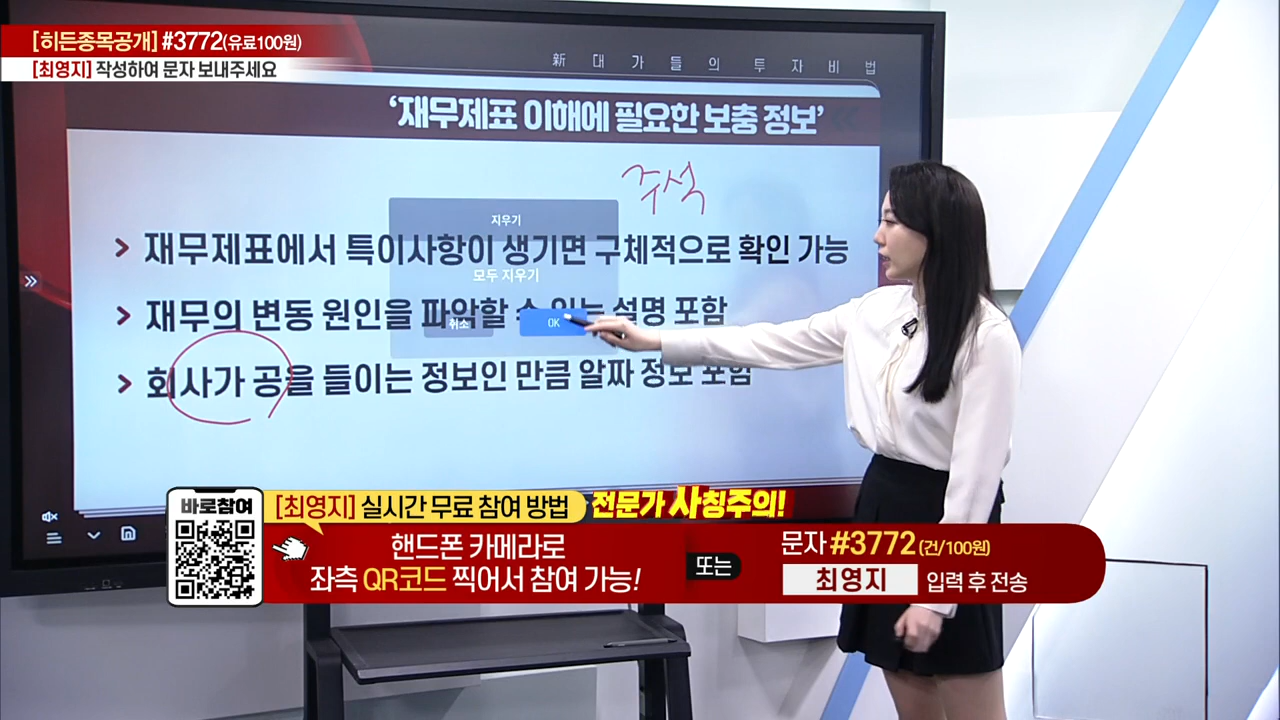 [히든종목공개] #3772(유료100원)
[최영지] 작성하여 문자 보내주세요
新 대가들의 투자비법
‘재무제표 이해에 필요한 보충 정보’
주석
재무제표에서 특이사항이 생기면 구체적으로 확인 가능
재무의 변동 원인을 파악할 수 있는 설명 포함
회사가 공을 들이는 정보인 만큼 알짜 정보 포함
지우기
모두 지우기
취소
OK
바로참여
[최영지] 실시간 무료 참여 방법
전문가 사칭주의!
핸드폰 카메라로
좌측 QR코드 찍어서 참여 가능!
또는
문자 #3772 (건/100원)
최영지 입력 후 전송